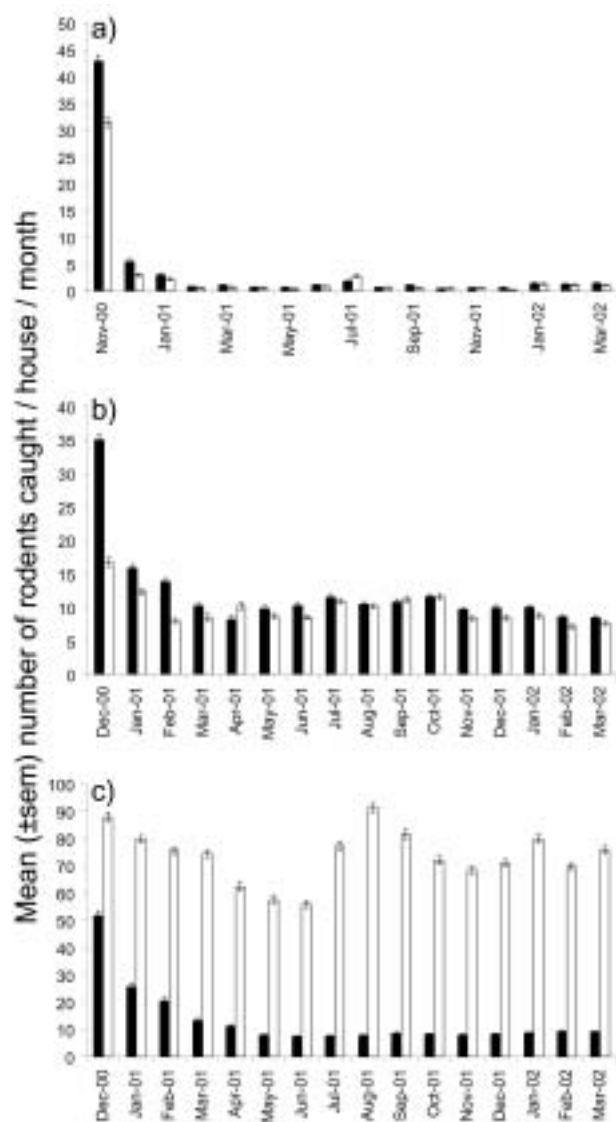 Mean (±sem) number of rodents caught / house / month
a)
50
45
40
35
30
25
20
15
10
5
0
Nov-00
Jan-01
Mar-01
May-01
Jul-01
Sep-01
Nov-01
Jan-02
Mar-02
b)
40
35
30
25
20
15
10
5
0
Dec-00
Jan-01
Feb-01
Mar-01
Apr-01
May-01
Jun-01
Jul-01
Aug-01
Sep-01
Oct-01
Nov-01
Dec-01
Jan-02
Feb-02
Mar-02
c)
100
90
80
70
60
50
40
30
20
10
0
Dec-00
Jan-01
Feb-01
Mar-01
Apr-01
May-01
Jun-01
Jul-01
Aug-01
Sep-01
Oct-01
Nov-01
Dec-01
Jan-02
Feb-02
Mar-02